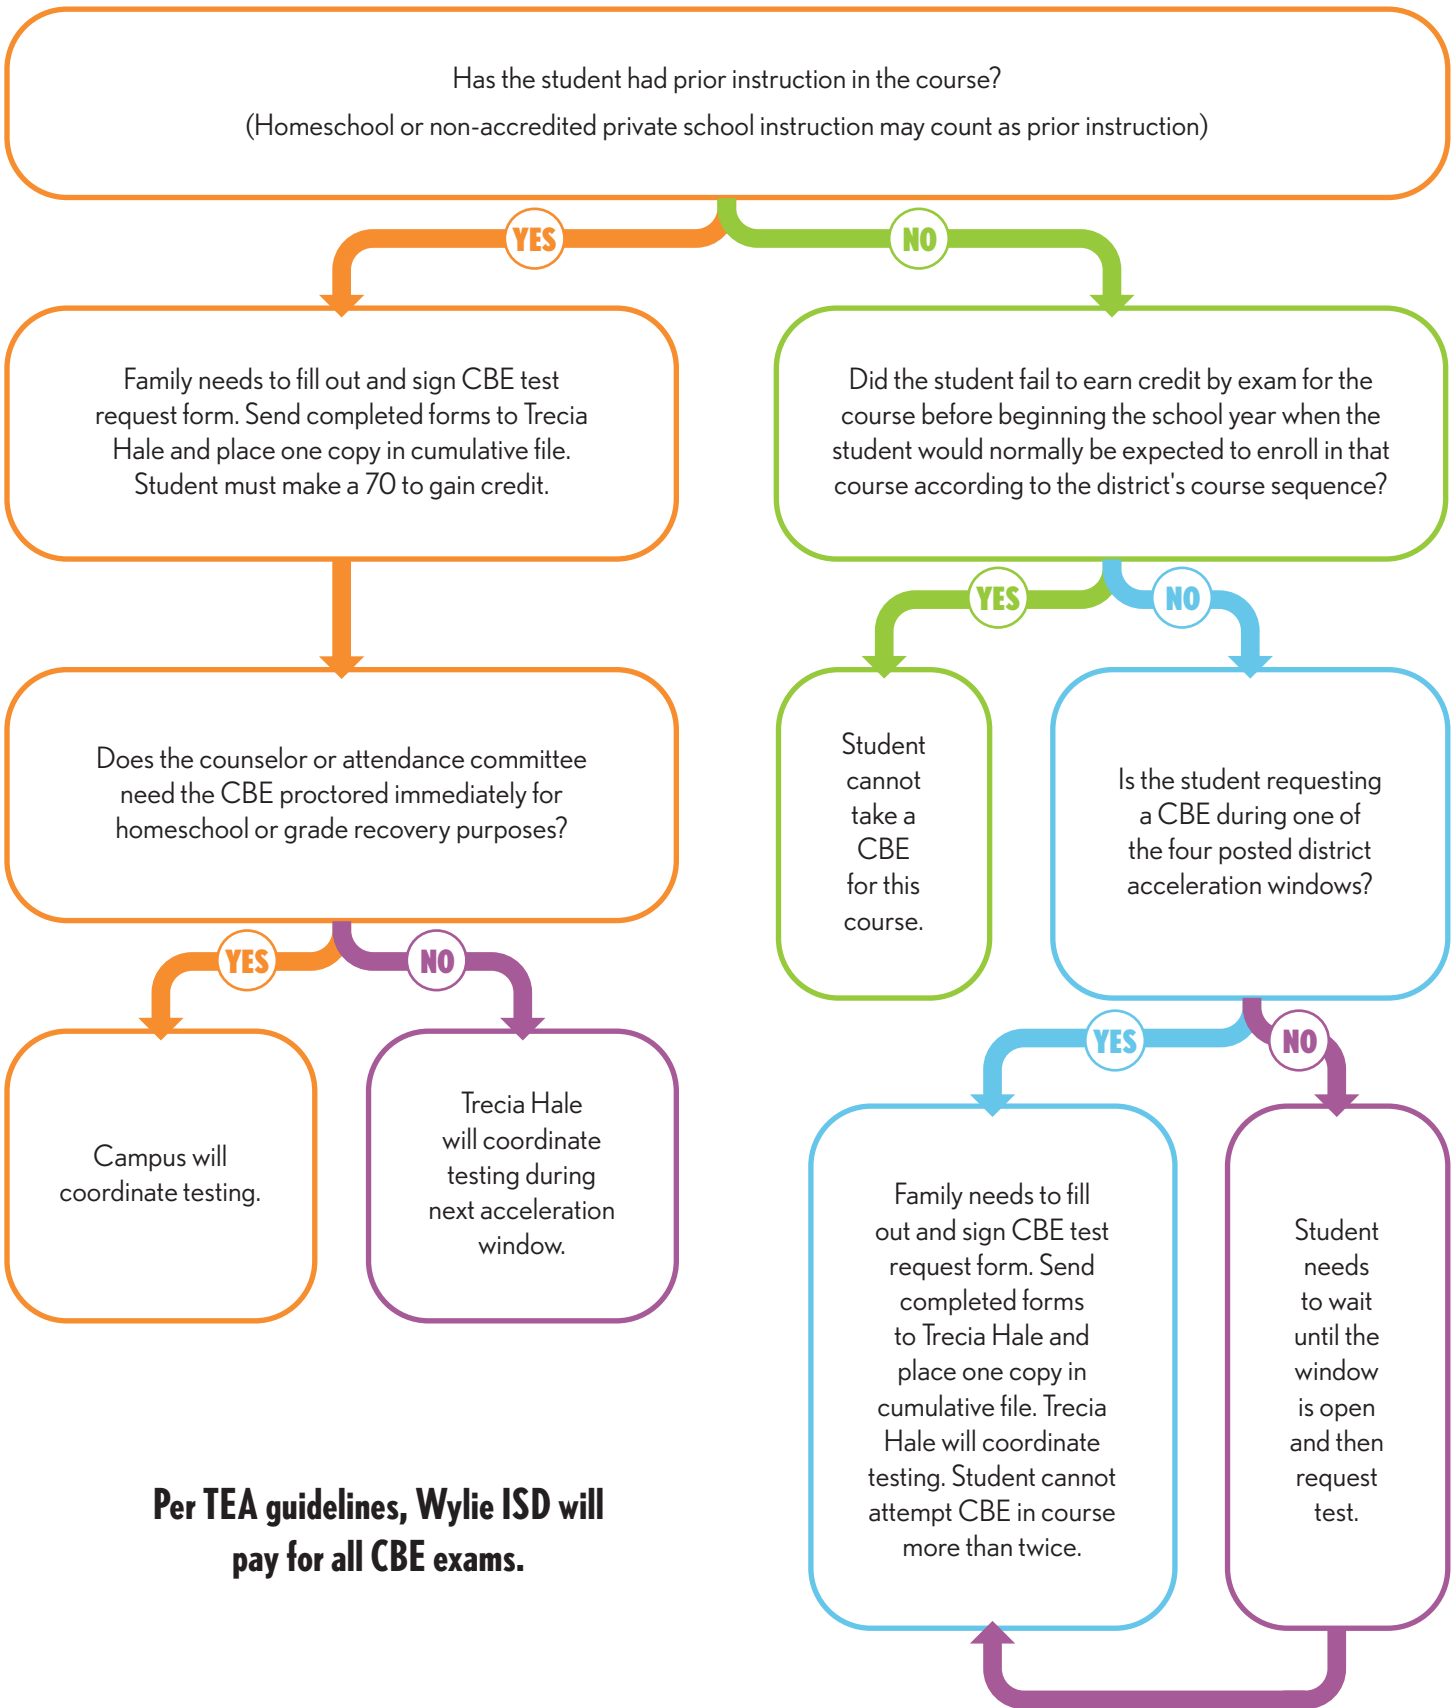 Has the student had prior instruction in the course?
(Homeschool or non-accredited private school instruction may count as prior instruction)
YES
NO
Family needs to fill out and sign CBE test
request form. Send completed forms to Trecia
Hale and place one copy in cumulative file.
Student must make a 70 to gain credit.
Did the student fail to earn credit by exam for the
course before beginning the school year when the
student would normally be expected to enroll in that
course according to the district's course sequence?
YES
NO
Does the counselor or attendance committee
need the CBE proctored immediately for
homeschool or grade recovery purposes?
Student
cannot
take a
CBE
for this
course.
Is the student requesting
a CBE during one of
the four posted district
acceleration windows?
YES
NO
YES
NO
Campus will
coordinate testing.
Trecia Hale
will coordinate
testing during
next acceleration
window.
Family needs to fill
out and sign CBE test
request form. Send
completed forms
to Trecia Hale and
place one copy in
cumulative file. Trecia
Hale will coordinate
testing. Student cannot
attempt CBE in course
more than twice.
Student
needs
to wait
until the
window
is open
and then
request
test.
Per TEA guidelines, Wylie ISD will
pay for all CBE exams.